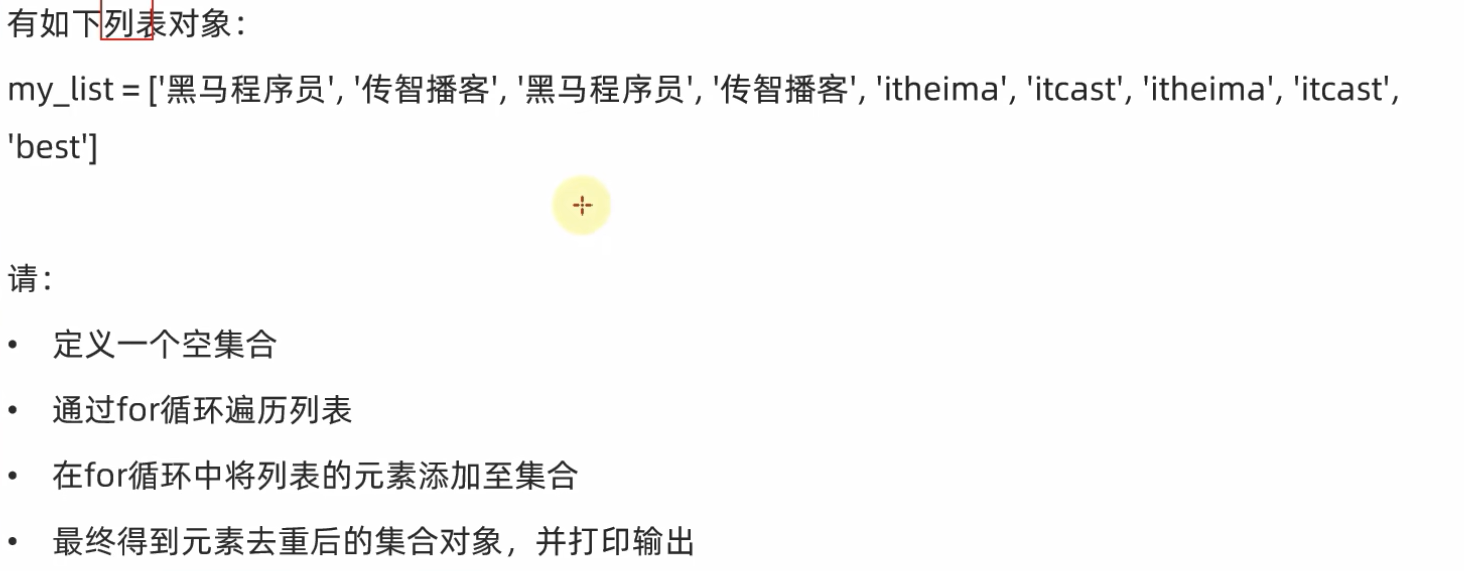 有如下列表对象：
my_list = ['黑马程序员', '传智播客', '黑马程序员', '传智播客', 'itheima', 'itcast', 'itheima', 'itcast',
'best']
请：
• 定义一个空集合
• 通过for循环遍历列表
• 在for循环中将列表的元素添加至集合
• 最终得到元素去重后的集合对象，并打印输出